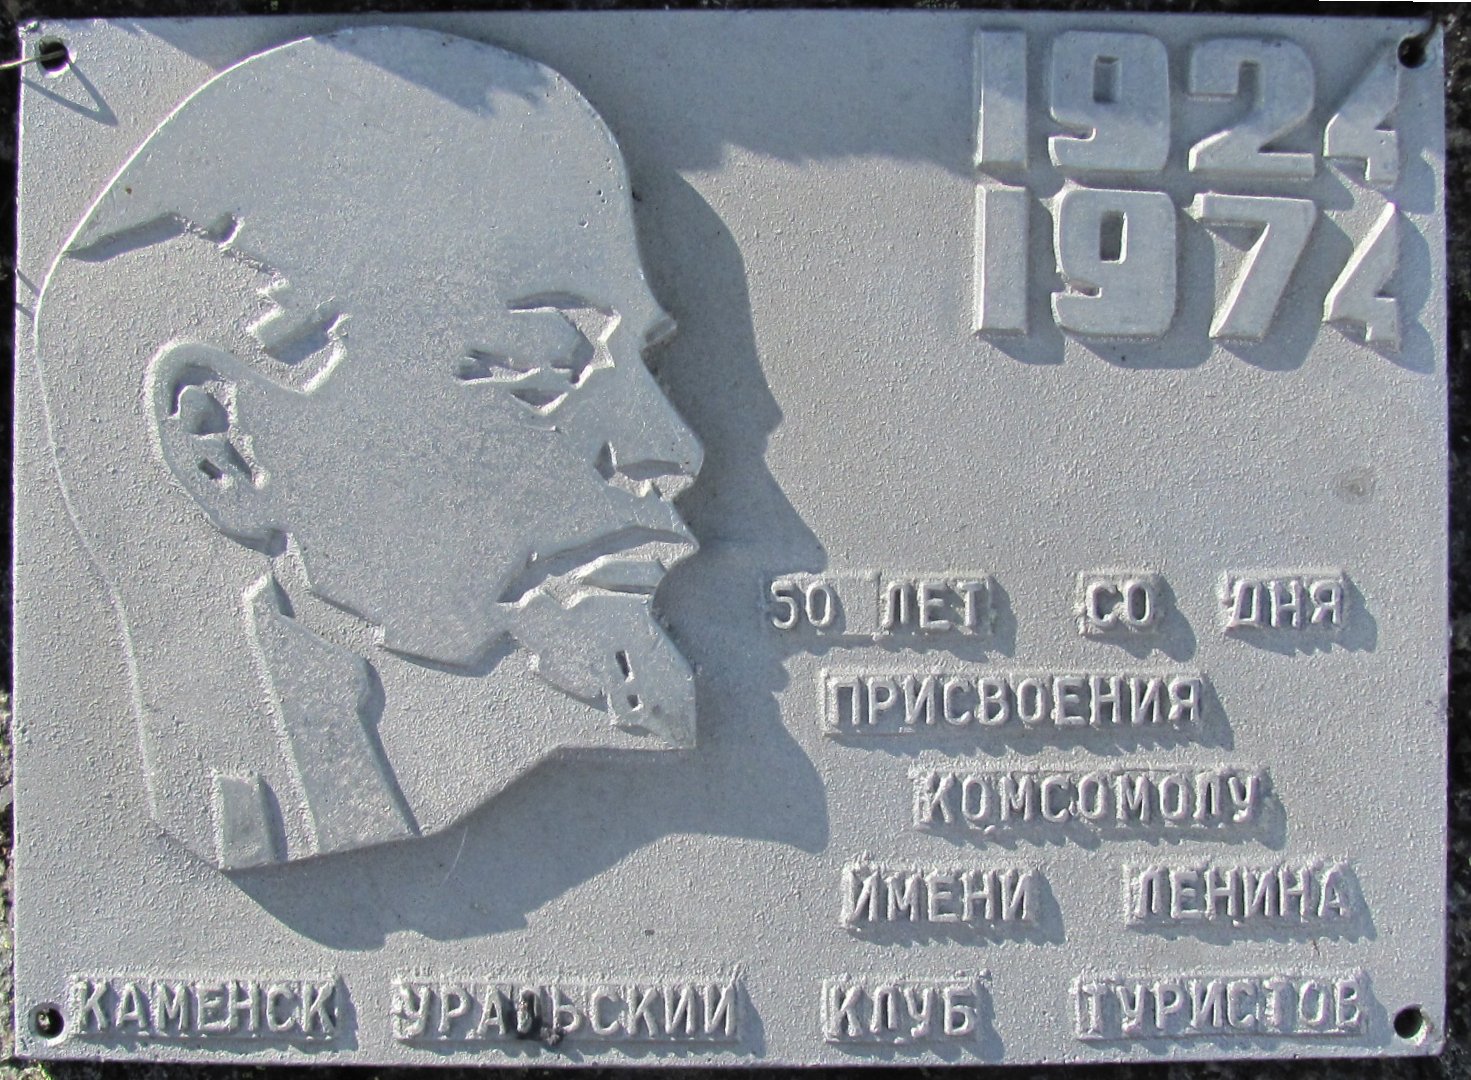 1924
1974
50 ЛЕТ СО ДНЯ
ПРИСВОЕНИЯ
КОМСОМОЛУ
ИМЕНИ ЛЕНИНА
КАМЕНСК УРАЛЬСКИЙ КЛУБ ТУРИСТОВ